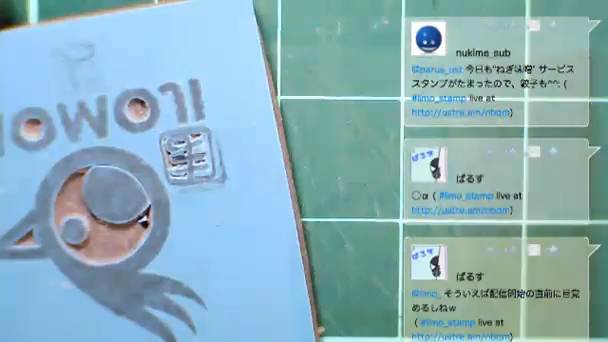 nukima_sub
@parus_ust 今日も"ねぎ味噌" サービス
スタンプがたまったので、餃子も^^; (
#limo_stamp live at
http://ustre.am/nbqm)
ぱるす
○α ( #limo_stamp live at
http://ustre.am/nbqm)
ぱるす
@limo_ そういえば配信開始の直前に目覚
めるしねw
( #limo_stamp live at
http://ustre.am/nbqm)